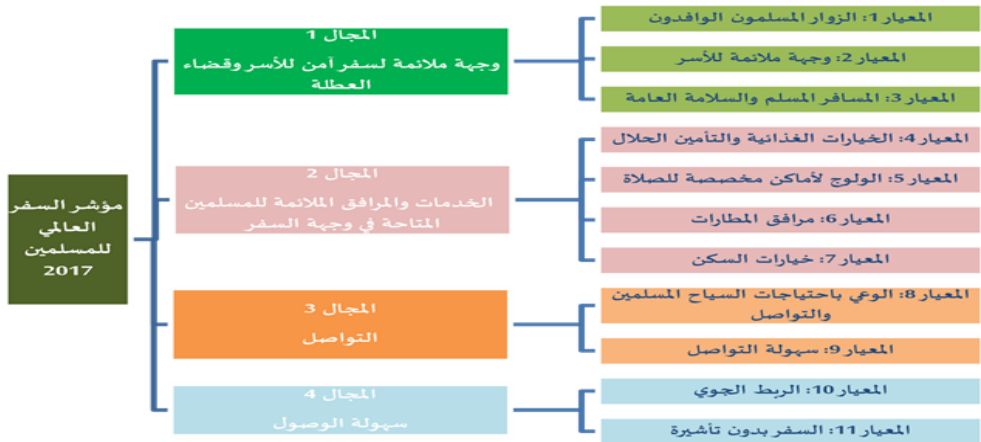 مؤشر السفر
العالمي
للمسلمين
2017
المجال 1
وجهة ملائمة لسفر آمن للأسر وقضاء
العطلة
المعيار 1: الزوار المسلمون الوافدون
المعيار 2: وجهة ملائمة للأسر
المعيار 3: المسافر المسلم والسلامة العامة
المجال 2
الخدمات والمرافق الملائمة للمسلمين
المتاحة في وجهة السفر
المعيار 4: الخيارات الغذائية والتأمين الحلال
المعيار 5: الولوج لأماكن مخصصة للصلاة
المعيار 6: مرافق المطارات
المعيار 7: خيارات السكن
المجال 3
التواصل
المعيار 8: الوعي باحتياجات السياح المسلمين
والتواصل
المعيار 9: سهولة التواصل
المجال 4
سهولة الوصول
المعيار 10: الربط الجوي
المعيار 11: السفر بدون تأشيرة